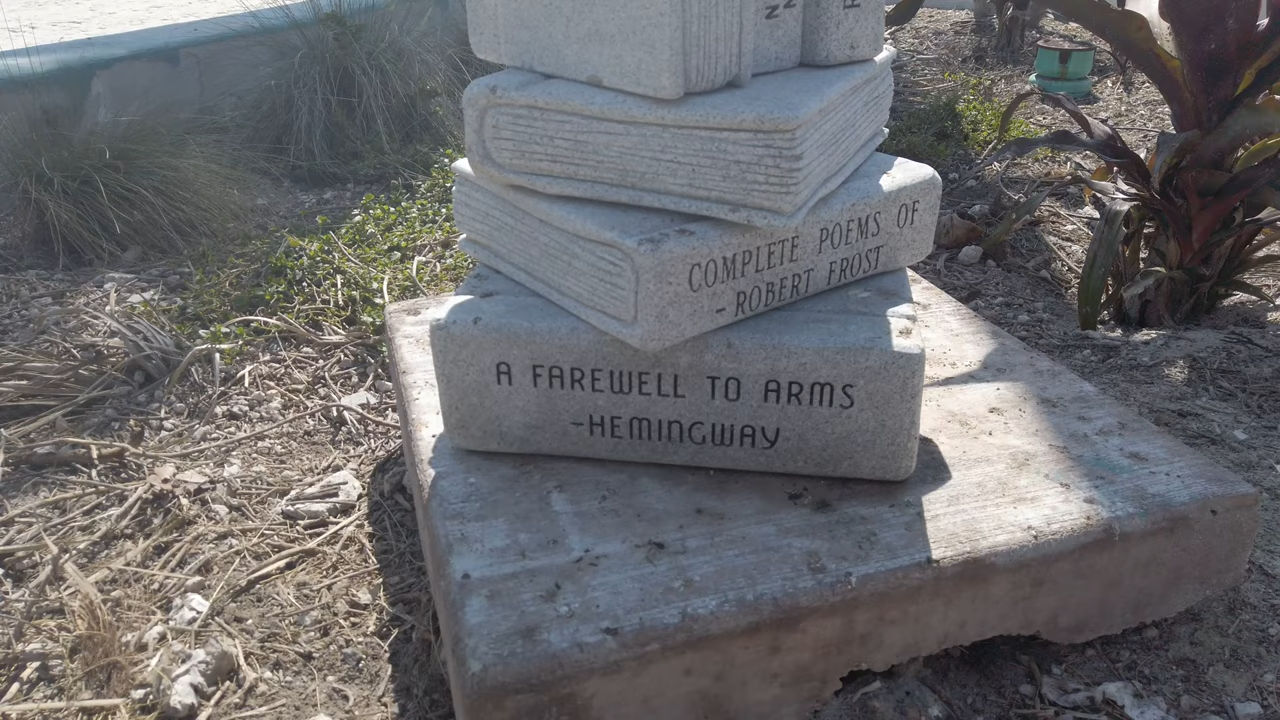 COMPLETE POEMS OF
- ROBERT FROST
A FAREWELL TO ARMS
-HEMINGWAY